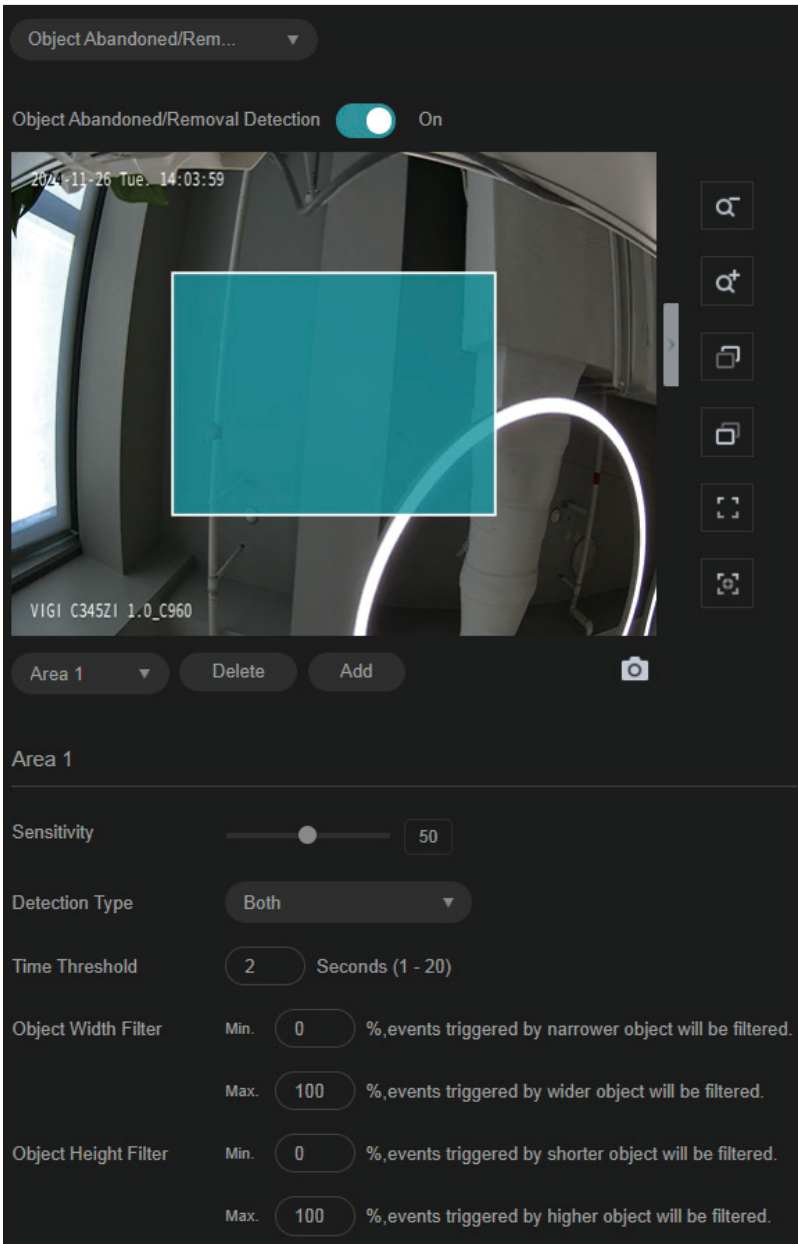 Object Abandoned/Rem...
Object Abandoned/Removal Detection On
2024-11-26 Tue. 14:03:59
VIGI C345ZI 1.0_C960
Area 1 Delete Add
Area 1
Sensitivity 50
Detection Type Both
Time Threshold 2 Seconds (1 - 20)
Object Width Filter Min. 0 %,events triggered by narrower object will be filtered.
Max. 100 %,events triggered by wider object will be filtered.
Object Height Filter Min. 0 %,events triggered by shorter object will be filtered.
Max. 100 %,events triggered by higher object will be filtered.